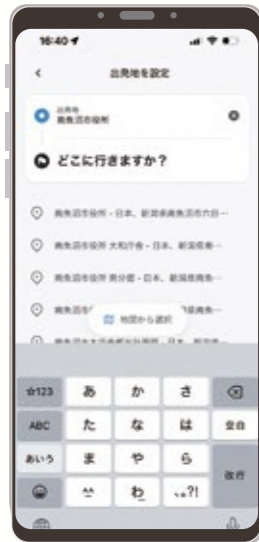 16:40
出発地を設定
出発地
南魚沼市役所
どこに行きますか？
南魚沼市役所 - 日本、新潟県南魚沼市六日…
南魚沼市役所 大和庁舎 - 日本、新潟県南…
南魚沼市役所 南分館 - 日本、新潟県南魚…
地図から選択
☆123
あ
か
さ
ABC
た
な
は
空白
あいう
ま
や
ら
改行
^^
わ_
、。?!